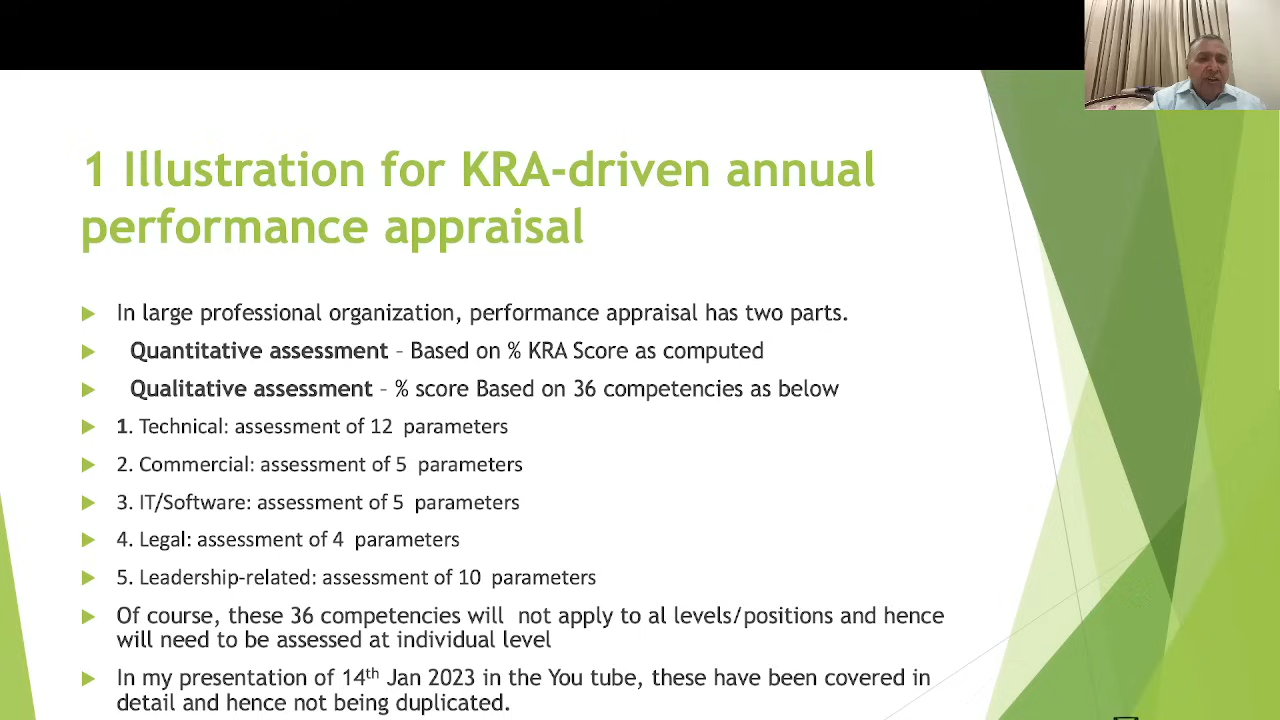 1 Illustration for KRA-driven annual
performance appraisal
In large professional organization, performance appraisal has two parts.
Quantitative assessment – Based on % KRA Score as computed
Qualitative assessment – % score Based on 36 competencies as below
1. Technical: assessment of 12 parameters
2. Commercial: assessment of 5 parameters
3. IT/Software: assessment of 5 parameters
4. Legal: assessment of 4 parameters
5. Leadership-related: assessment of 10 parameters
Of course, these 36 competencies will not apply to al levels/positions and hence
will need to be assessed at individual level
In my presentation of 14th Jan 2023 in the You tube, these have been covered in
detail and hence not being duplicated.